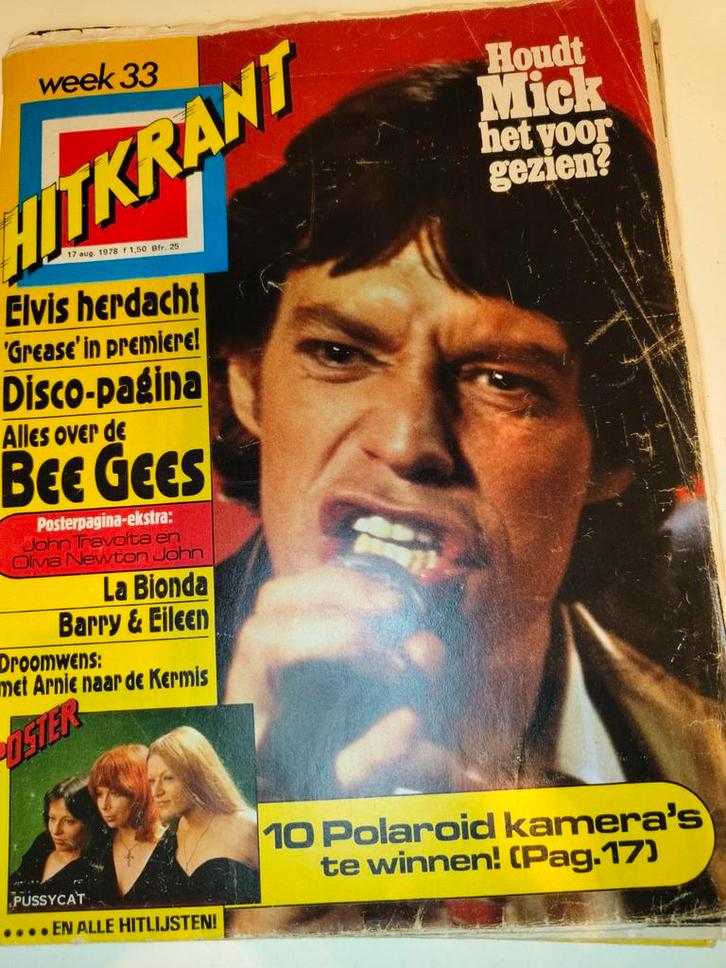 week 33
HITKRANT
17 aug. 1978 f 1,50 Bfr. 25
Houdt
Mick
het voor
gezien?
Elvis herdacht
'Grease' in premiere!
Disco-pagina
Alles over de
BEE GEES
Posterpagina-ekstra:
John Travolta en
Olivia Newton John
La Bionda
Barry & Eileen
Droomwens:
met Arnie naar de Kermis
POSTER
PUSSYCAT
10 Polaroid kamera's
te winnen! (Pag.17)
.... EN ALLE HITLIJSTEN!